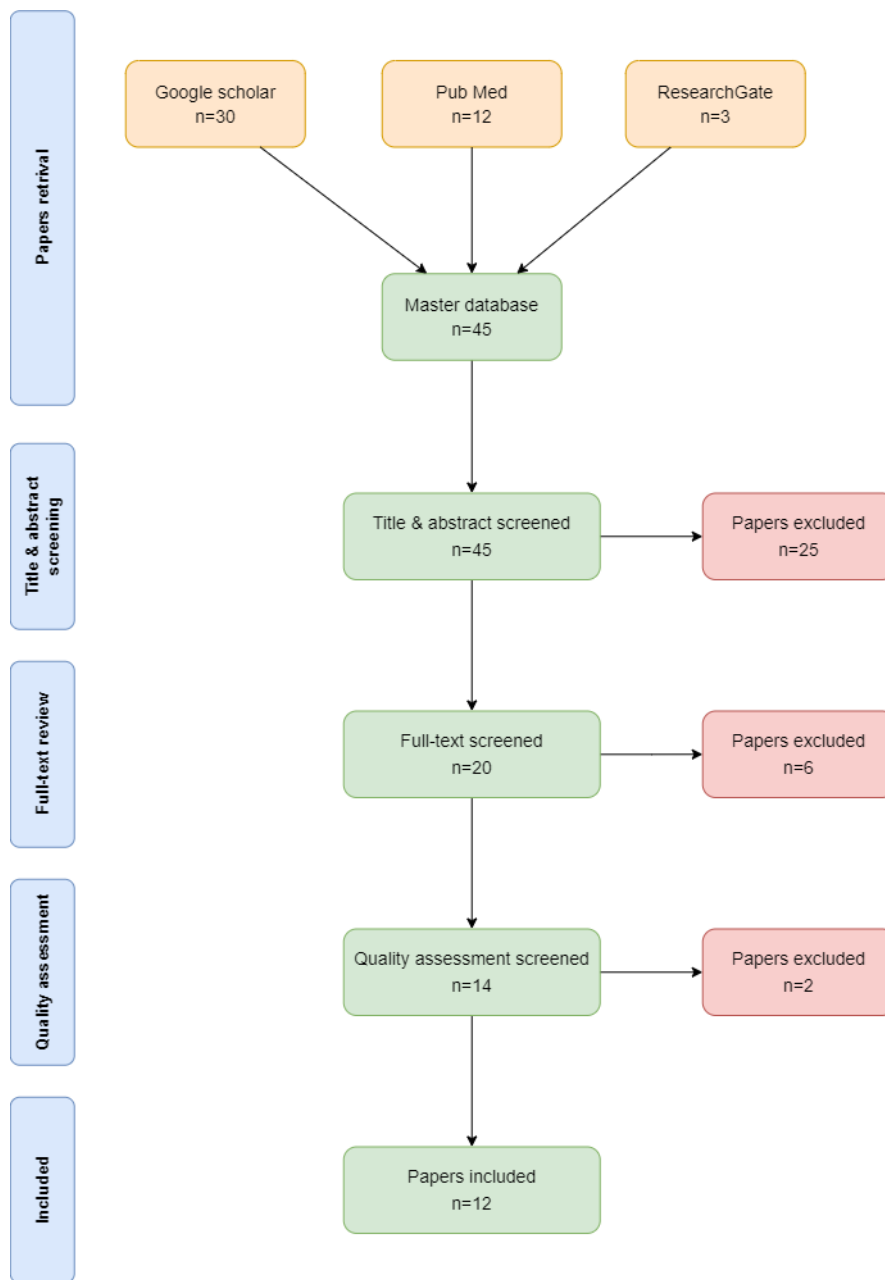 Papers retrival
Google scholar
n=30
Pub Med
n=12
ResearchGate
n=3
Master database
n=45
Title & abstract
screening
Title & abstract screened
n=45
Papers excluded
n=25
Full-text review
Full-text screened
n=20
Papers excluded
n=6
Quality assessment
Quality assessment screened
n=14
Papers excluded
n=2
Included
Papers included
n=12